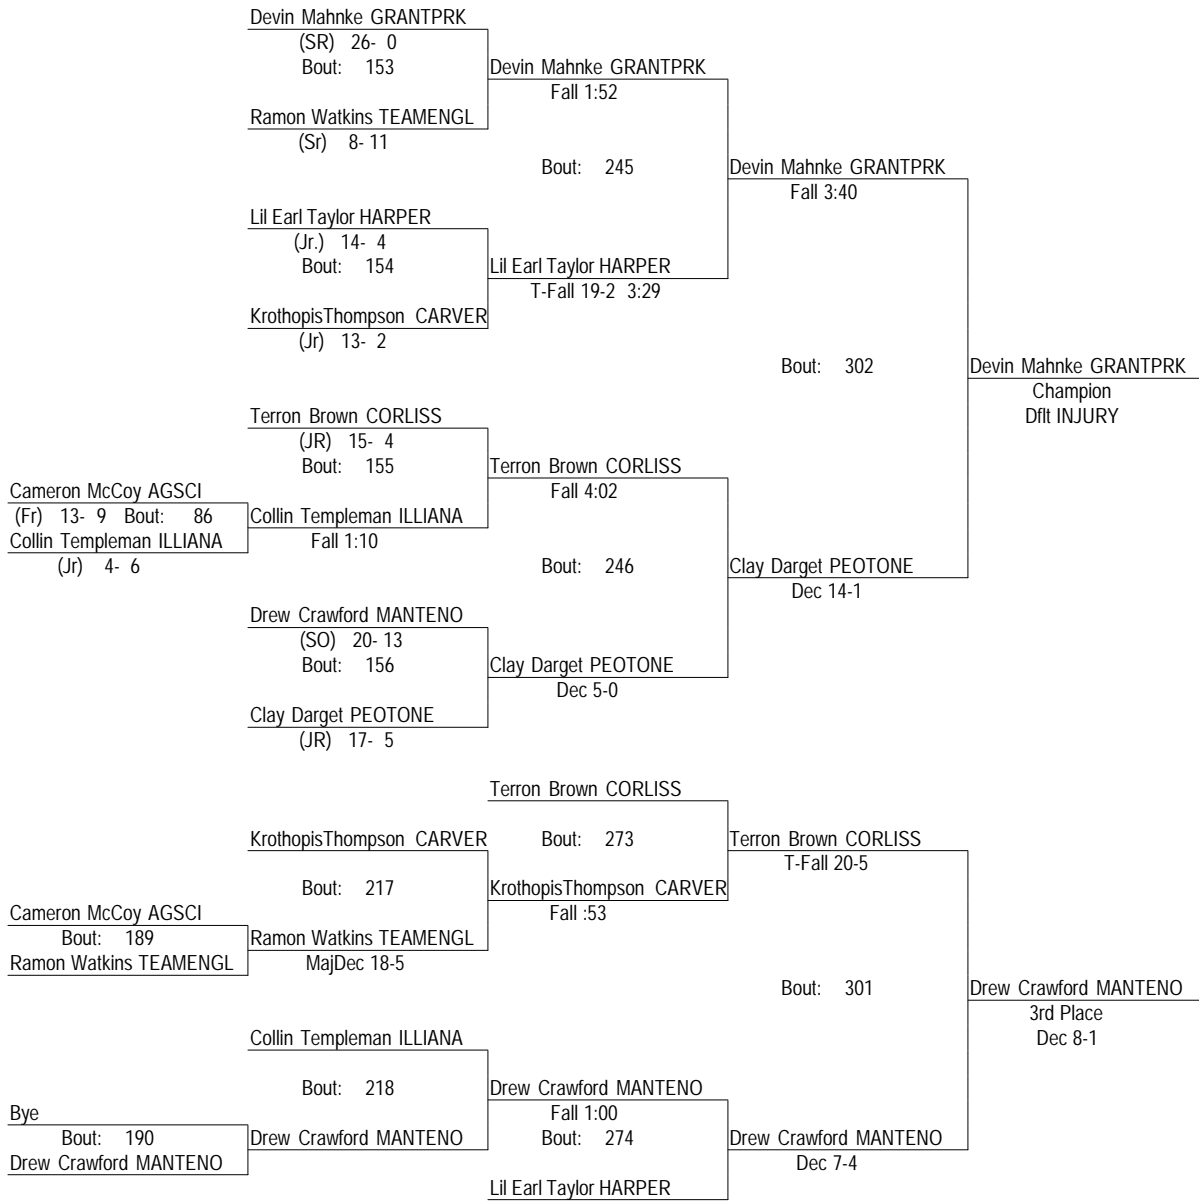 Devin Mahnke GRANTPRK
(SR) 26- 0
Bout: 153
Devin Mahnke GRANTPRK
Fall 1:52
Ramon Watkins TEAMENGL
(Sr) 8- 11
Bout: 245
Devin Mahnke GRANTPRK
Fall 3:40
Lil Earl Taylor HARPER
(Jr.) 14- 4
Bout: 154
Lil Earl Taylor HARPER
T-Fall 19-2 3:29
KrothopisThompson CARVER
(Jr) 13- 2
Bout: 302
Devin Mahnke GRANTPRK
Champion
Dflt INJURY
Terron Brown CORLISS
(JR) 15- 4
Bout: 155
Terron Brown CORLISS
Fall 4:02
Cameron McCoy AGSCI
(Fr) 13- 9 Bout: 86
Collin Templeman ILLIANA
(Jr) 4- 6
Collin Templeman ILLIANA
Fall 1:10
Bout: 246
Clay Darget PEOTONE
Dec 14-1
Drew Crawford MANTENO
(SO) 20- 13
Bout: 156
Clay Darget PEOTONE
Dec 5-0
Clay Darget PEOTONE
(JR) 17- 5
Terron Brown CORLISS
KrothopisThompson CARVER
Bout: 273
Terron Brown CORLISS
T-Fall 20-5
Bout: 217
KrothopisThompson CARVER
Fall :53
Cameron McCoy AGSCI
Bout: 189
Ramon Watkins TEAMENGL
Ramon Watkins TEAMENGL
MajDec 18-5
Bout: 301
Drew Crawford MANTENO
3rd Place
Dec 8-1
Collin Templeman ILLIANA
Bout: 218
Drew Crawford MANTENO
Fall 1:00
Bye
Bout: 190
Drew Crawford MANTENO
Drew Crawford MANTENO
Bout: 274
Drew Crawford MANTENO
Dec 7-4
Lil Earl Taylor HARPER